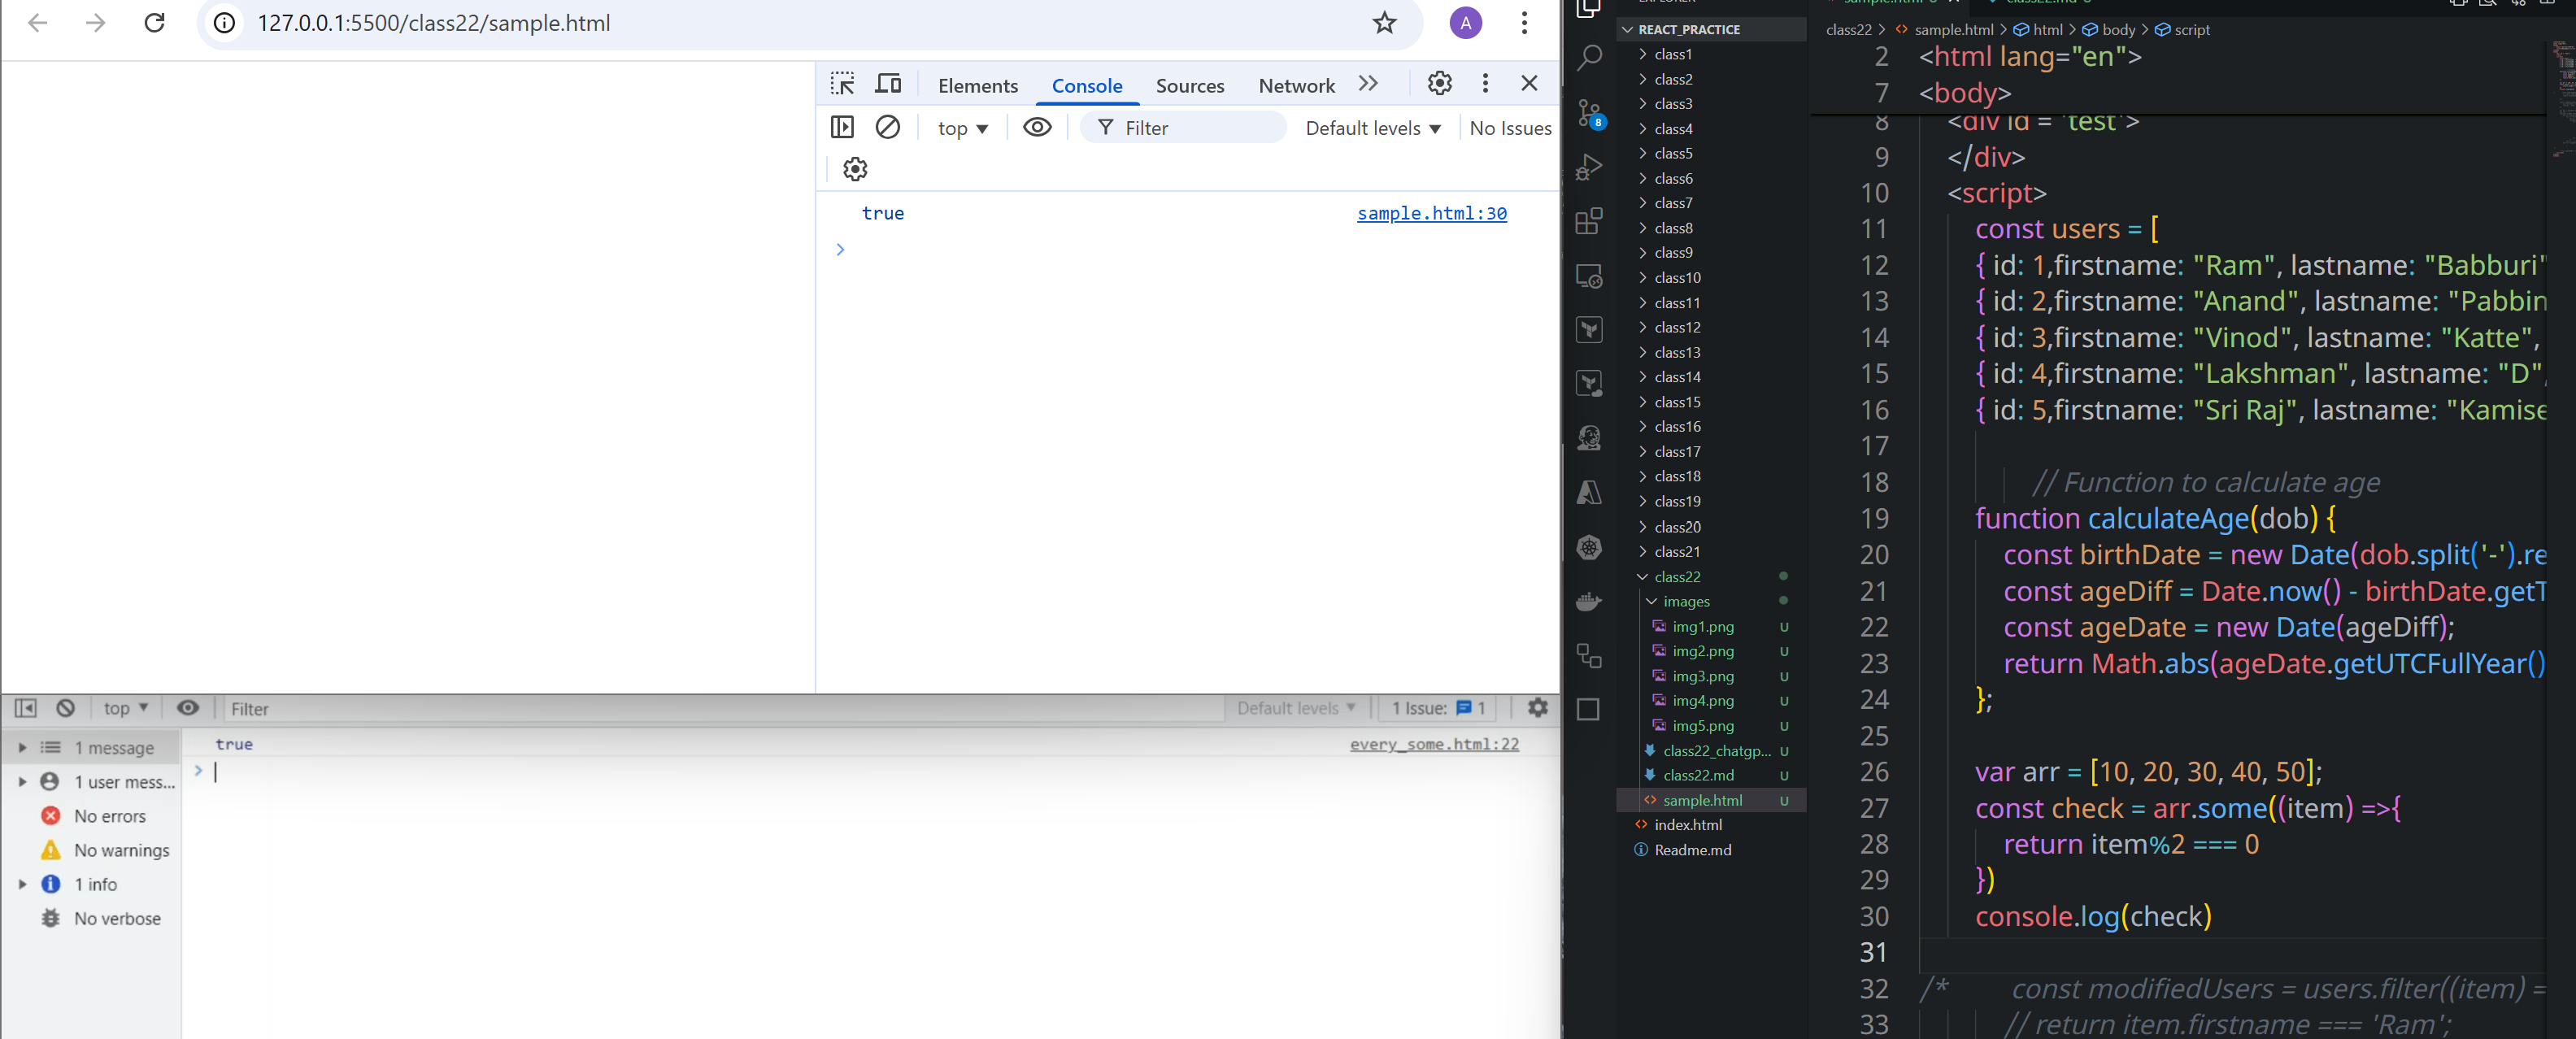 127.0.0.1:5500/class22/sample.html
A
Elements Console Sources Network
top Filter Default levels No Issues
true sample.html:30
top Filter Default levels 1 Issue: 1
1 message
1 user mess...
No errors
No warnings
1 info
No verbose
true every_some.html:22
8
REACT_PRACTICE
class1
class2
class3
class4
class5
class6
class7
class8
class9
class10
class11
class12
class13
class14
class15
class16
class17
class18
class19
class20
class21
class22
images
img1.png U
img2.png U
img3.png U
img4.png U
img5.png U
class22_chatgp... U
class22.md U
sample.html U
index.html
Readme.md
class22 > sample.html > html > body > script
2 <html lang="en">
7 <body>
8 <div id = 'test'>
9 </div>
10 <script>
11 const users = [
12 { id: 1,firstname: "Ram", lastname: "Babburi"
13 { id: 2,firstname: "Anand", lastname: "Pabbin
14 { id: 3,firstname: "Vinod", lastname: "Katte",
15 { id: 4,firstname: "Lakshman", lastname: "D",
16 { id: 5,firstname: "Sri Raj", lastname: "Kamise
17
18 // Function to calculate age
19 function calculateAge(dob) {
20 const birthDate = new Date(dob.split('-').re
21 const ageDiff = Date.now() - birthDate.getT
22 const ageDate = new Date(ageDiff);
23 return Math.abs(ageDate.getUTCFullYear()
24 };
25
26 var arr = [10, 20, 30, 40, 50];
27 const check = arr.some((item) =>{
28 return item%2 === 0
29 })
30 console.log(check)
31
32 /* const modifiedUsers = users.filter((item) =
33 // return item.firstname === 'Ram';